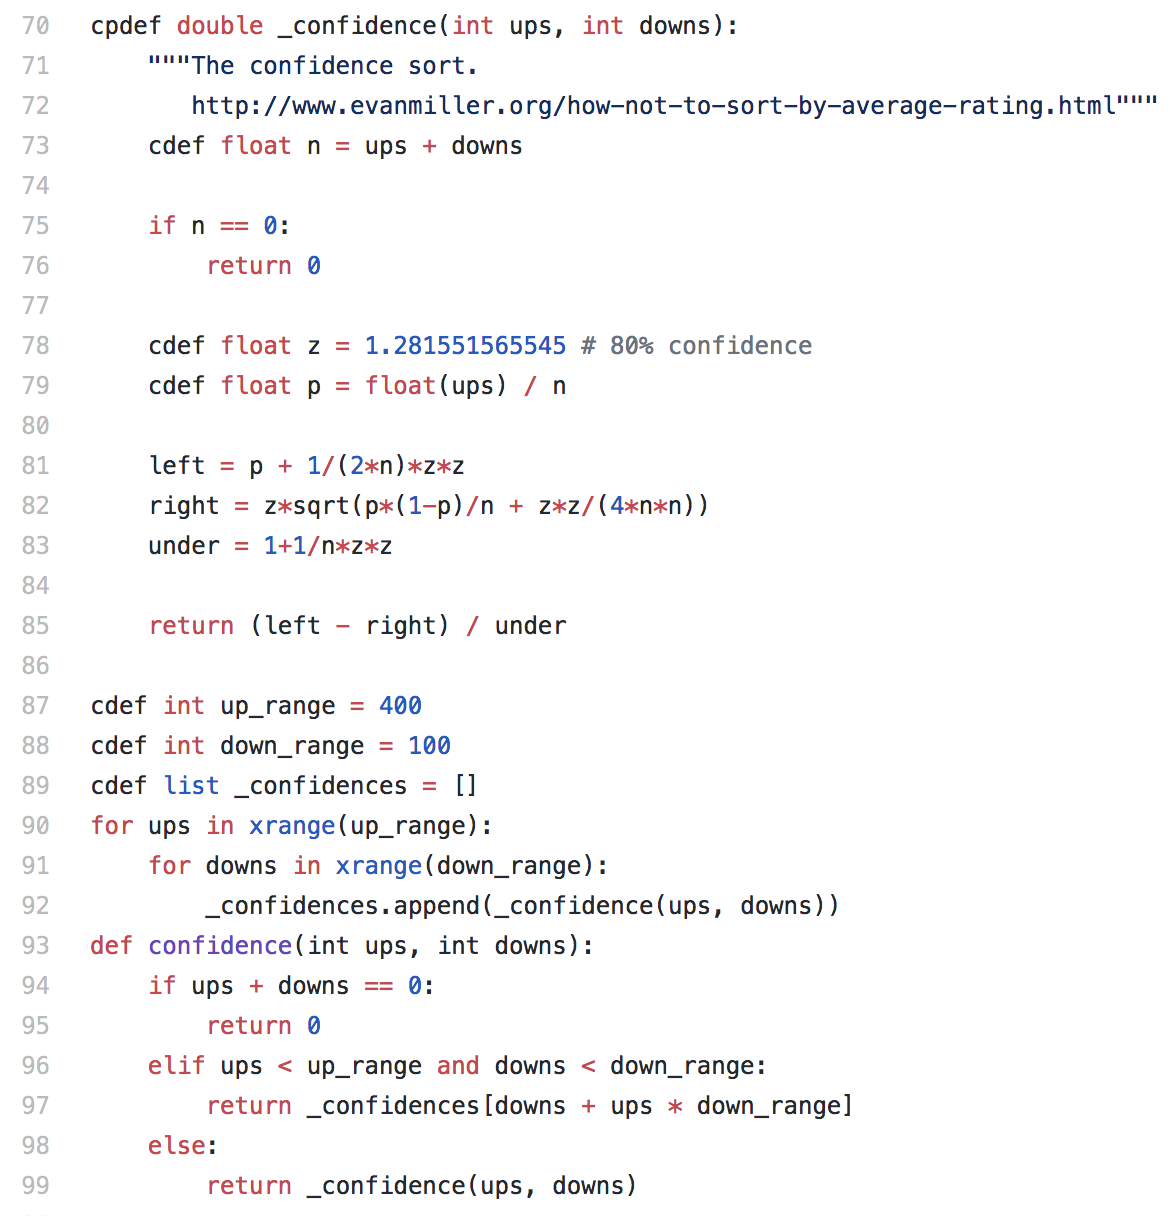 70 cpdef double _confidence(int ups, int downs):
71     """The confidence sort.
72        http://www.evanmiller.org/how-not-to-sort-by-average-rating.html"""
73     cdef float n = ups + downs
74
75     if n == 0:
76         return 0
77
78     cdef float z = 1.281551565545 # 80% confidence
79     cdef float p = float(ups) / n
80
81     left = p + 1/(2*n)*z*z
82     right = z*sqrt(p*(1-p)/n + z*z/(4*n*n))
83     under = 1+1/n*z*z
84
85     return (left - right) / under
86
87 cdef int up_range = 400
88 cdef int down_range = 100
89 cdef list _confidences = []
90 for ups in xrange(up_range):
91     for downs in xrange(down_range):
92         _confidences.append(_confidence(ups, downs))
93 def confidence(int ups, int downs):
94     if ups + downs == 0:
95         return 0
96     elif ups < up_range and downs < down_range:
97         return _confidences[downs + ups * down_range]
98     else:
99         return _confidence(ups, downs)